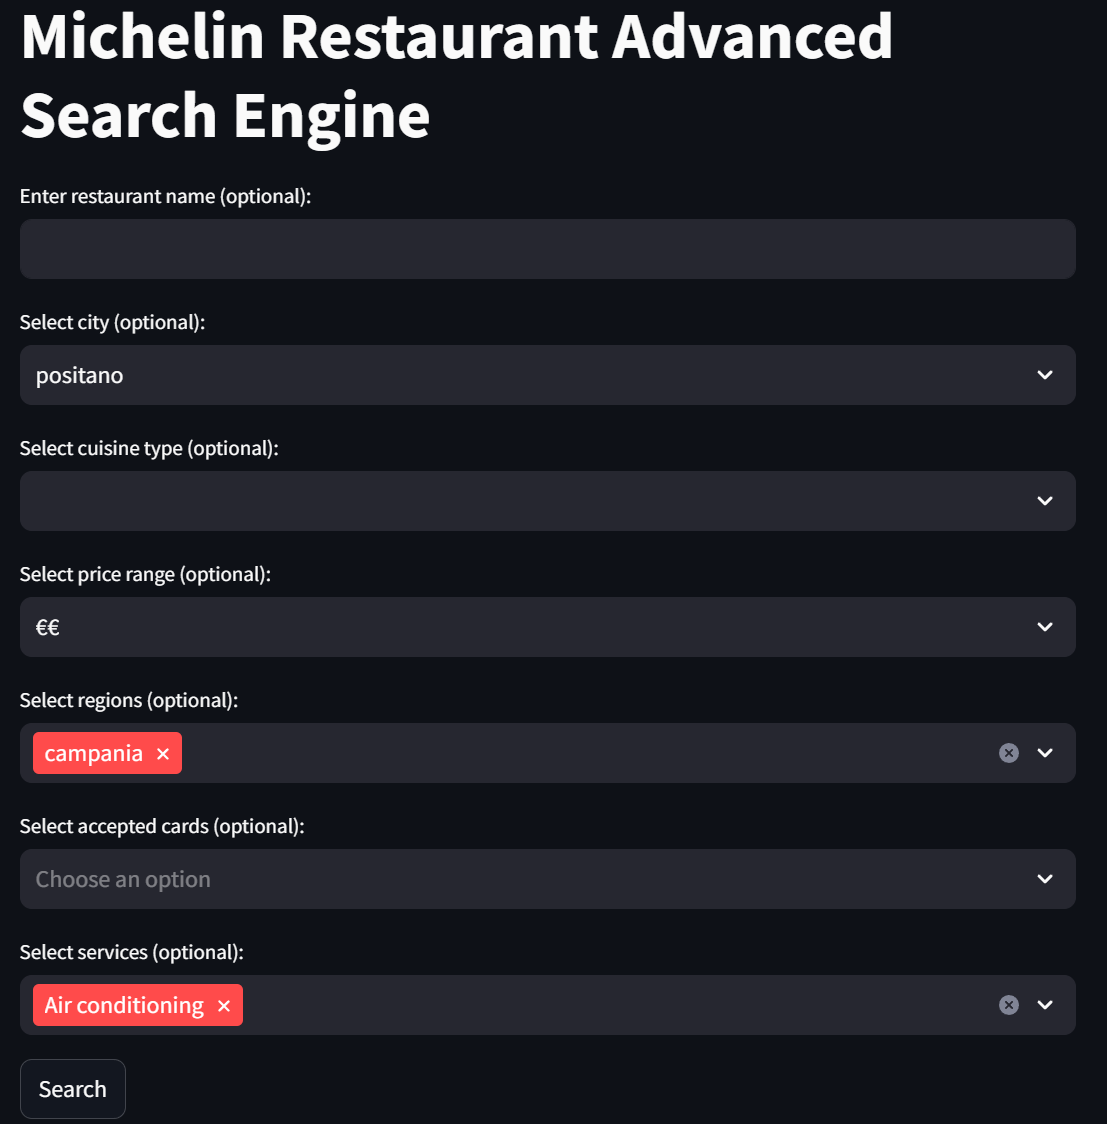 Michelin Restaurant Advanced
Search Engine
Enter restaurant name (optional):
Select city (optional):
positano
Select cuisine type (optional):
Select price range (optional):
€€
Select regions (optional):
campania
Select accepted cards (optional):
Choose an option
Select services (optional):
Air conditioning
Search